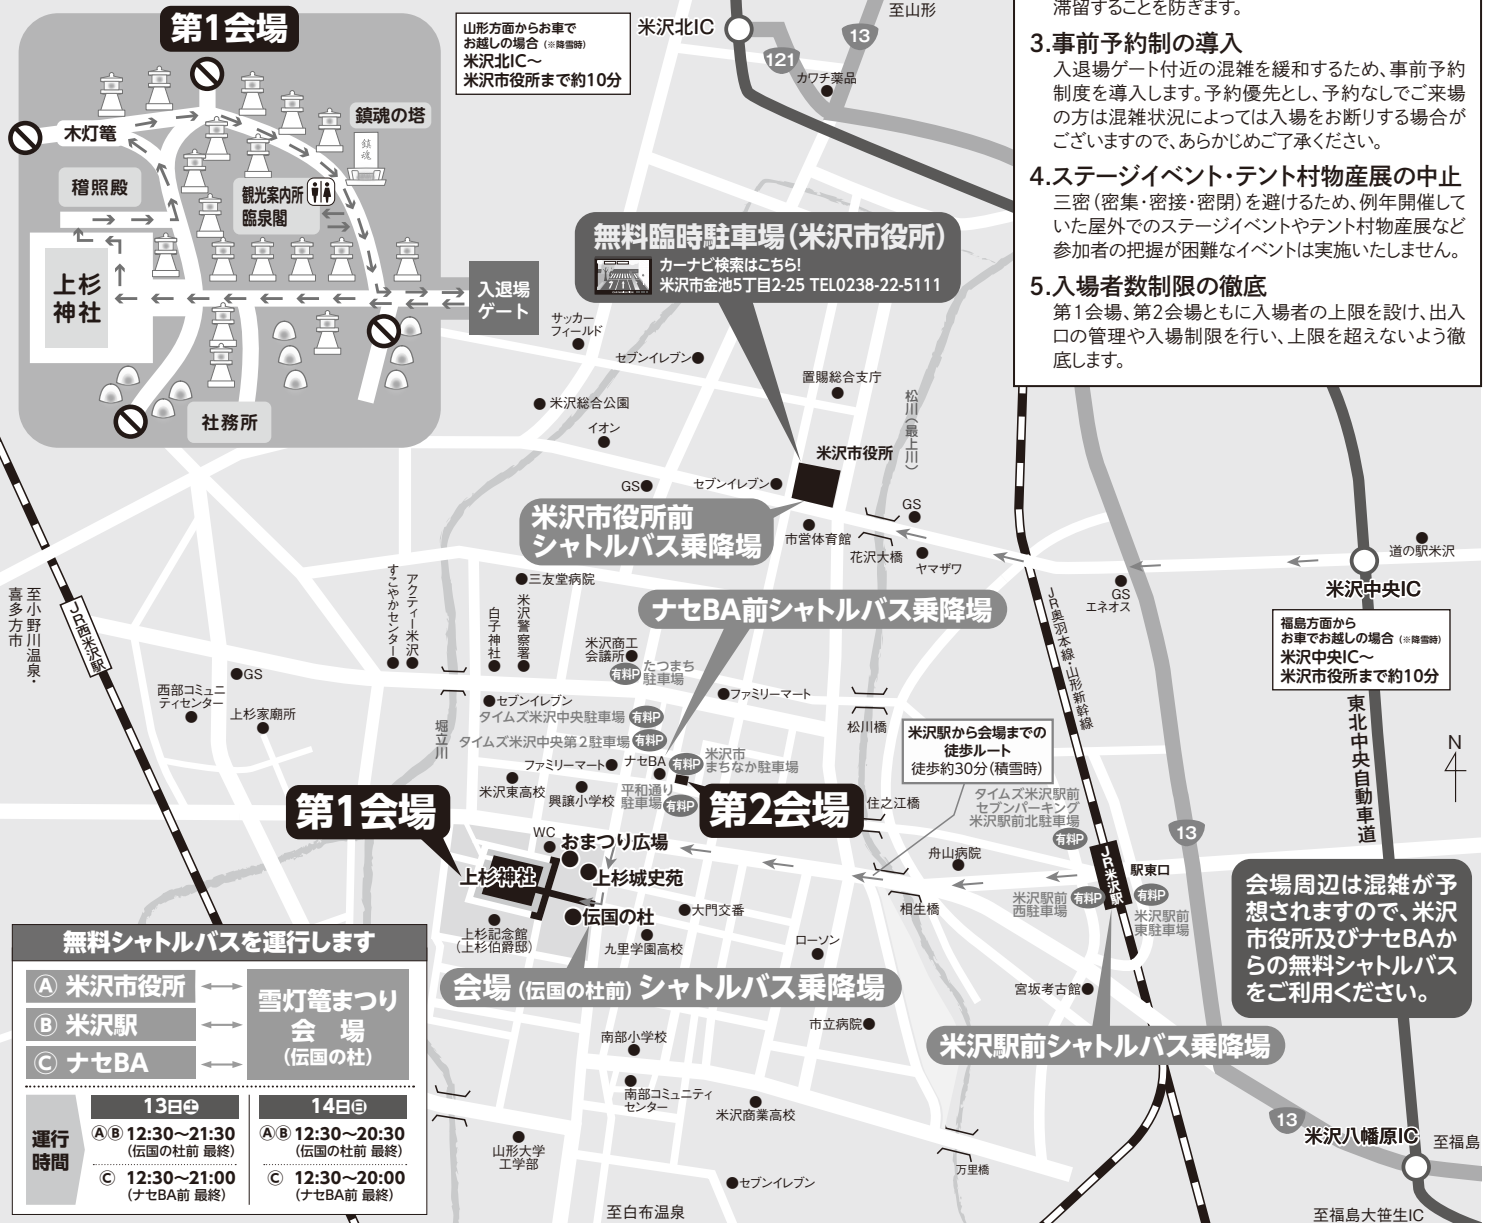 第1会場
木灯篭
鎮魂の塔
鎮魂
稽照殿
観光案内所
臨泉閣
上杉
神社
入退場
ゲート
社務所
山形方面からお車で
お越しの場合（※降雪時）
米沢北IC〜
米沢市役所まで約10分
米沢北IC
至山形
13
121
カワチ薬品
滞留することを防ぎます。
3.事前予約制の導入
入退場ゲート付近の混雑を緩和するため、事前予約
制度を導入します。予約優先とし、予約なしでご来場
の方は混雑状況によっては入場をお断りする場合が
ございますので、あらかじめご了承ください。
4.ステージイベント・テント村物産展の中止
三密（密集・密接・密閉）を避けるため、例年開催して
いた屋外でのステージイベントやテント村物産展など
参加者の把握が困難なイベントは実施いたしません。
5.入場者数制限の徹底
第1会場、第2会場ともに入場者の上限を設け、出入
口の管理や入場制限を行い、上限を超えないよう徹
底します。
無料臨時駐車場（米沢市役所）
カーナビ検索はこちら!
米沢市金池5丁目2-25 TEL0238-22-5111
サッカー
フィールド
セブンイレブン
置賜総合支庁
米沢総合公園
イオン
松川（最上川）
米沢市役所
GS
セブンイレブン
GS
米沢市役所前
シャトルバス乗降場
市営体育館
花沢大橋
ヤマザワ
道の駅米沢
米沢中央IC
GS
エネオス
福島方面から
お車でお越しの場合（※降雪時）
米沢中央IC〜
米沢市役所まで約10分
東北中央自動車道
N
至小野川温泉・
喜多方市
JR西米沢駅
すこやかセンター
アクティー米沢
三友堂病院
白子神社
米沢警察署
ナセBA前シャトルバス乗降場
JR奥羽本線・山形新幹線
米沢商工
会議所
有料P
たつまち
駐車場
GS
西部コミュニ
ティセンター
上杉家廟所
セブンイレブン
ファミリーマート
タイムズ米沢中央駐車場
有料P
タイムズ米沢中央第2駐車場
有料P
堀立川
松川橋
米沢駅から会場までの
徒歩ルート
徒歩約30分（積雪時）
ファミリーマート
ナセBA
有料P
米沢市
まちなか駐車場
米沢東高校
興譲小学校
平和通り
駐車場
有料P
第1会場
第2会場
住之江橋
タイムズ米沢駅前
セブンパーキング
米沢駅前北駐車場
有料P
13
WC
おまつり広場
上杉神社
上杉城史苑
伝国の杜
大門交番
舟山病院
相生橋
JR米沢駅
駅東口
米沢駅前
西駐車場
有料P
有料P
米沢駅前
東駐車場
上杉記念館
（上杉伯爵邸）
九里学園高校
ローソン
会場周辺は混雑が予
想されますので、米沢
市役所及びナセBAか
らの無料シャトルバス
をご利用ください。
会場（伝国の杜前）シャトルバス乗降場
宮坂考古館
市立病院
米沢駅前シャトルバス乗降場
南部小学校
南部コミュニティ
センター
米沢商業高校
山形大学
工学部
万里橋
セブンイレブン
至白布温泉
13
米沢八幡原IC
至福島
至福島大笹生IC
無料シャトルバスを運行します
Ⓐ 米沢市役所
Ⓑ 米沢駅
Ⓒ ナセBA
雪灯篭まつり
会 場
（伝国の杜）
運行
時間
13日㊏
ⒶⒷ 12:30〜21:30
（伝国の杜前 最終）
Ⓒ 12:30〜21:00
（ナセBA前 最終）
14日㊐
ⒶⒷ 12:30〜20:30
（伝国の杜前 最終）
Ⓒ 12:30〜20:00
（ナセBA前 最終）